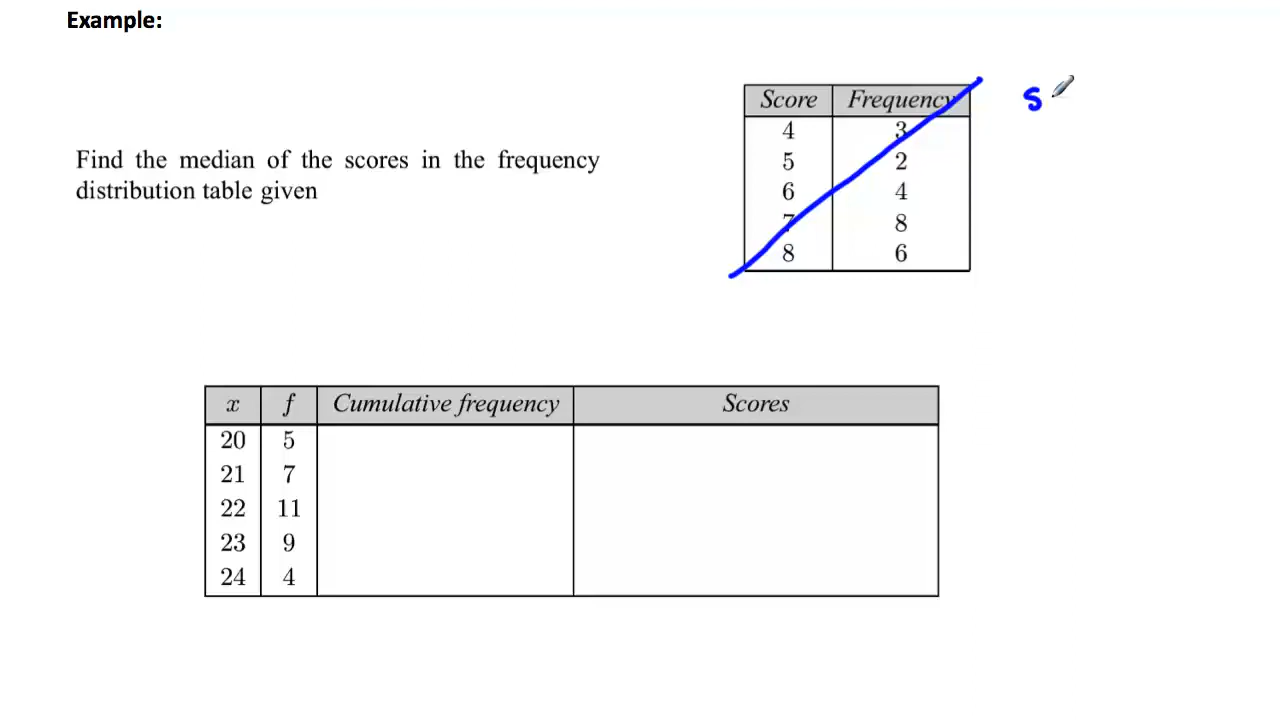 Example:
Find the median of the scores in the frequency
distribution table given
Score Frequency
4 3
5 2
6 4
7 8
8 6
s
x f Cumulative frequency Scores
20 5
21 7
22 11
23 9
24 4